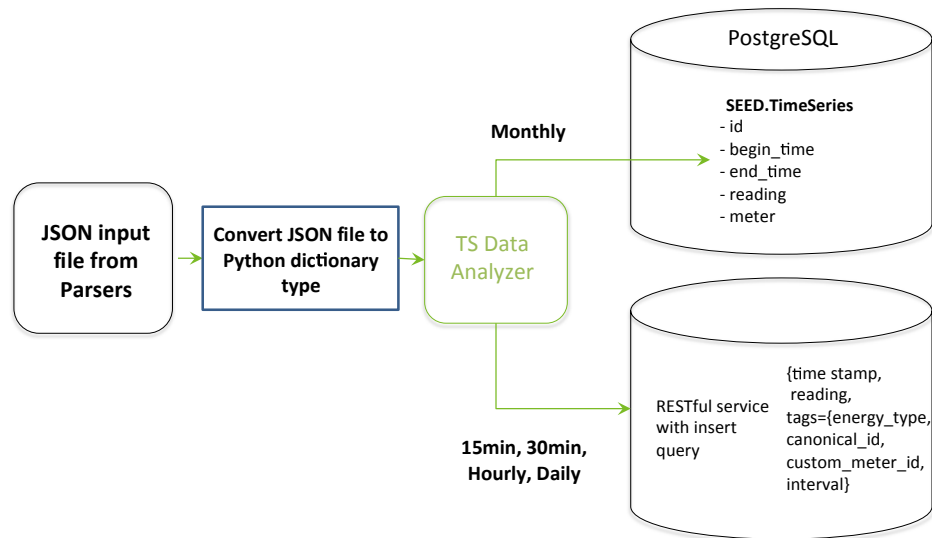 PostgreSQL
SEED.TimeSeries
- id
- begin_time
- end_time
- reading
- meter
Monthly
JSON input
file from
Parsers
Convert JSON file to
Python dictionary
type
TS Data
Analyzer
15min, 30min,
Hourly, Daily
RESTful service
with insert
query
{time stamp,
reading,
tags={energy_type,
canonical_id,
custom_meter_id,
interval}